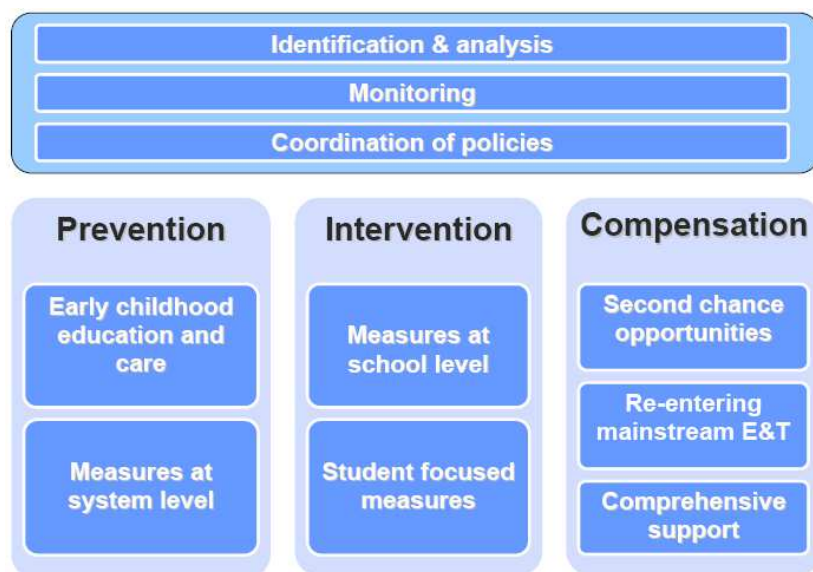 Identification & analysis
Monitoring
Coordination of policies
Prevention
Early childhood
education and
care
Measures at
system level
Intervention
Measures at
school level
Student focused
measures
Compensation
Second chance
opportunities
Re-entering
mainstream E&T
Comprehensive
support